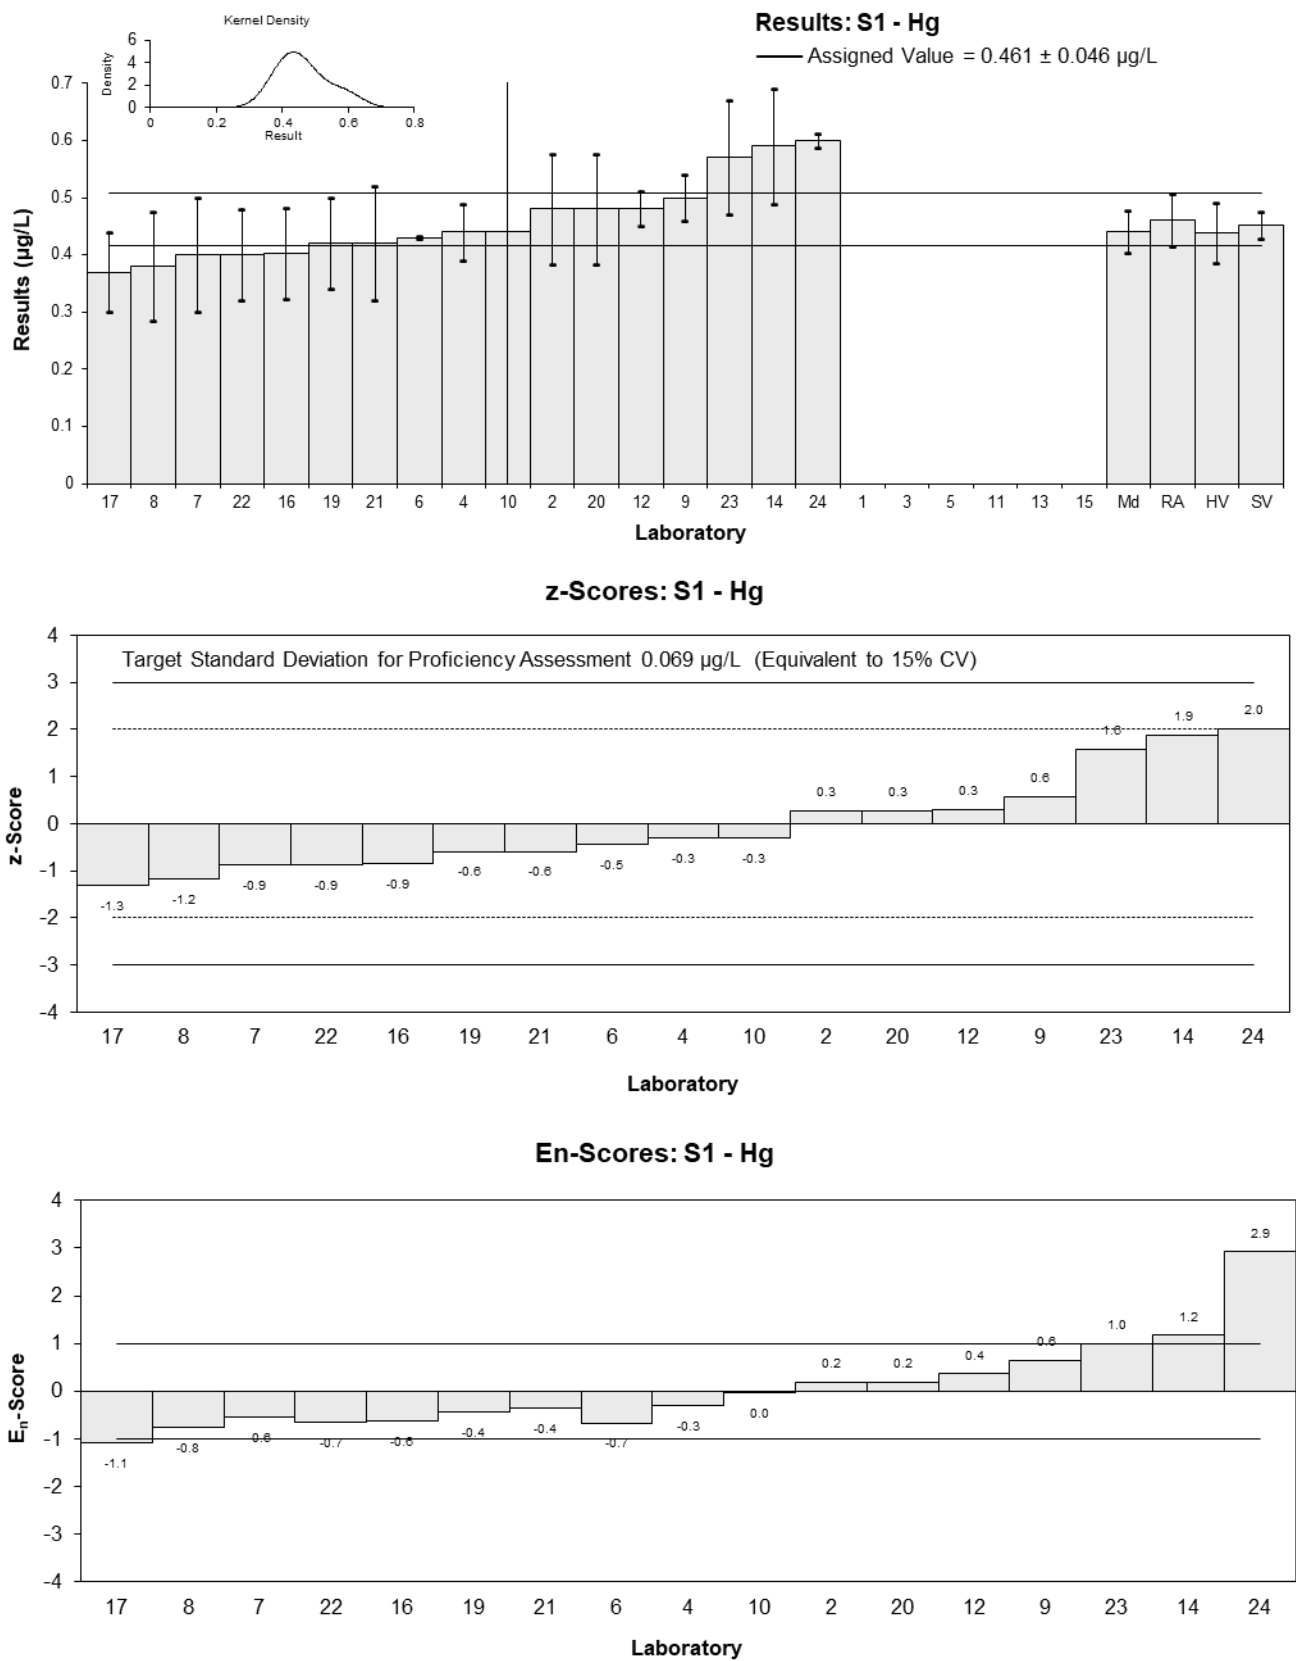 Results: S1 - Hg
Assigned Value = 0.461 ± 0.046 µg/L
Kernel Density
Density
6
4
2
0
0 0.2 0.4 0.6 0.8
Result
Results (µg/L)
0.7
0.6
0.5
0.4
0.3
0.2
0.1
0
17 8 7 22 16 19 21 6 4 10 2 20 12 9 23 14 24 1 3 5 11 13 15 Md RA HV SV
Laboratory
z-Scores: S1 - Hg
Target Standard Deviation for Proficiency Assessment 0.069 µg/L (Equivalent to 15% CV)
z-Score
4
3
2
1
0
-1
-2
-3
-4
-1.3 -1.2 -0.9 -0.9 -0.9 -0.6 -0.6 -0.5 -0.3 -0.3 0.3 0.3 0.3 0.6 1.6 1.9 2.0
17 8 7 22 16 19 21 6 4 10 2 20 12 9 23 14 24
Laboratory
En-Scores: S1 - Hg
En-Score
4
3
2
1
0
-1
-2
-3
-4
-1.1 -0.8 -0.6 -0.7 -0.6 -0.4 -0.4 -0.7 -0.3 0.0 0.2 0.2 0.4 0.6 1.0 1.2 2.9
17 8 7 22 16 19 21 6 4 10 2 20 12 9 23 14 24
Laboratory